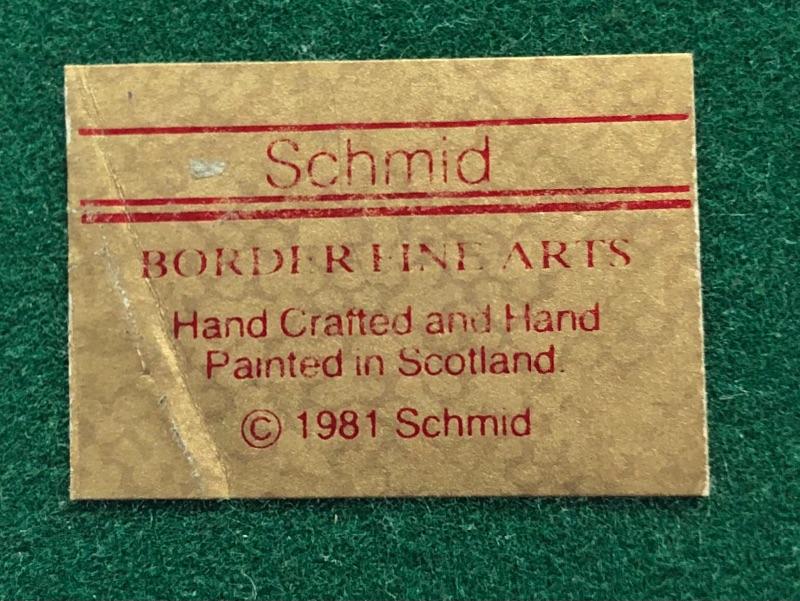 Schmid
BORDER FINE ARTS
Hand Crafted and Hand
Painted in Scotland.
© 1981 Schmid